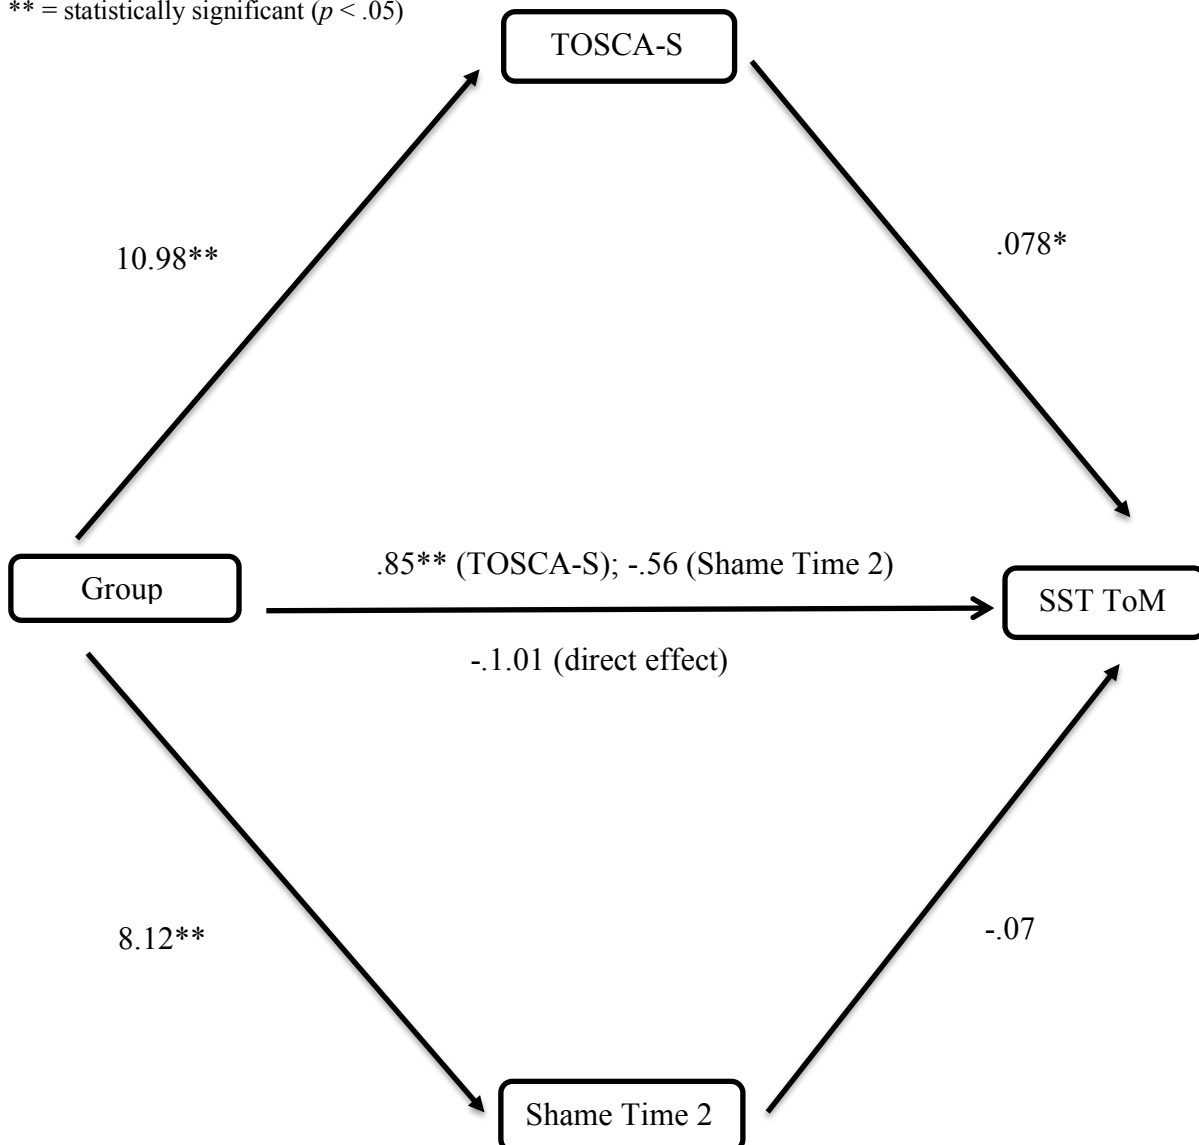 ** = statistically significant (p < .05)
TOSCA-S
10.98**
.078*
.85** (TOSCA-S); -.56 (Shame Time 2)
Group
SST ToM
-.1.01 (direct effect)
8.12**
-.07
Shame Time 2